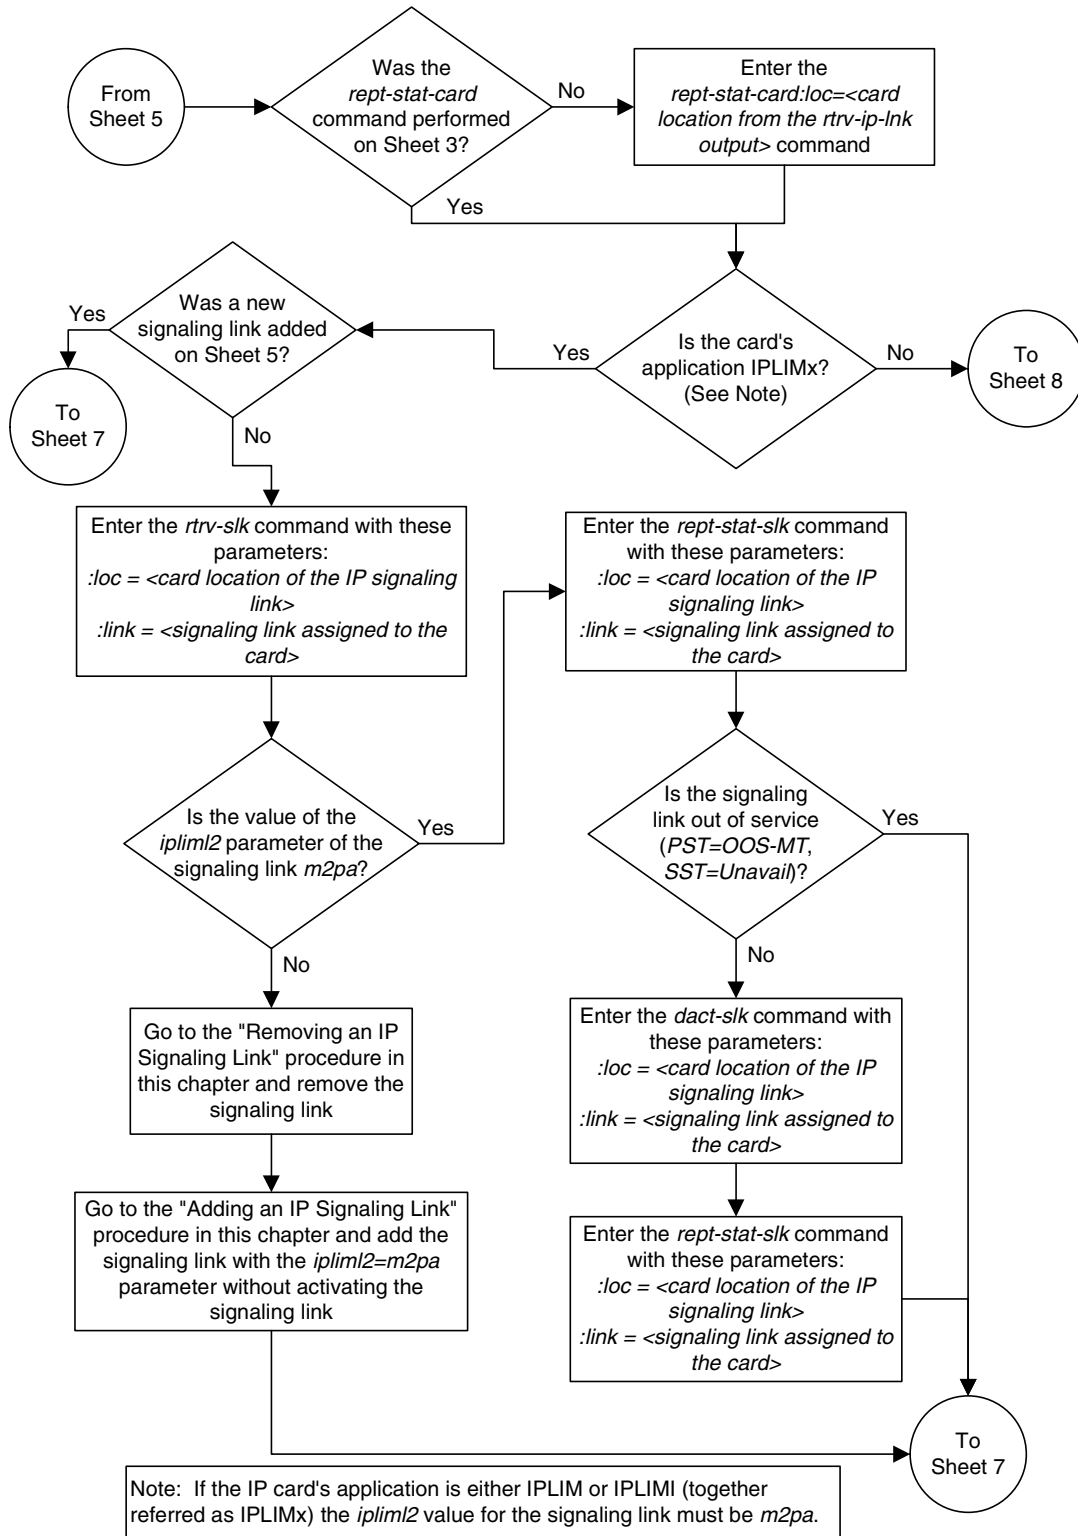 From
Sheet 5
Was the
rept-stat-card
command performed
on Sheet 3?
No
Enter the
rept-stat-card:loc=<card
location from the rtrv-ip-lnk
output> command
Yes
Is the card's
application IPLIMx?
(See Note)
No
To
Sheet 8
Yes
Was a new
signaling link added
on Sheet 5?
Yes
To
Sheet 7
No
Enter the rtrv-slk command with these
parameters:
:loc = <card location of the IP signaling
link>
:link = <signaling link assigned to the
card>
Is the value of the
ipliml2 parameter of the
signaling link m2pa?
Yes
No
Go to the "Removing an IP
Signaling Link" procedure in
this chapter and remove the
signaling link
Go to the "Adding an IP Signaling Link"
procedure in this chapter and add the
signaling link with the ipliml2=m2pa
parameter without activating the
signaling link
Enter the rept-stat-slk command
with these parameters:
:loc = <card location of the IP
signaling link>
:link = <signaling link assigned to
the card>
Is the signaling
link out of service
(PST=OOS-MT,
SST=Unavail)?
Yes
No
Enter the dact-slk command with
these parameters:
:loc = <card location of the IP
signaling link>
:link = <signaling link assigned to
the card>
Enter the rept-stat-slk command
with these parameters:
:loc = <card location of the IP
signaling link>
:link = <signaling link assigned to
the card>
To
Sheet 7
Note:  If the IP card's application is either IPLIM or IPLIMI (together
referred as IPLIMx) the ipliml2 value for the signaling link must be m2pa.